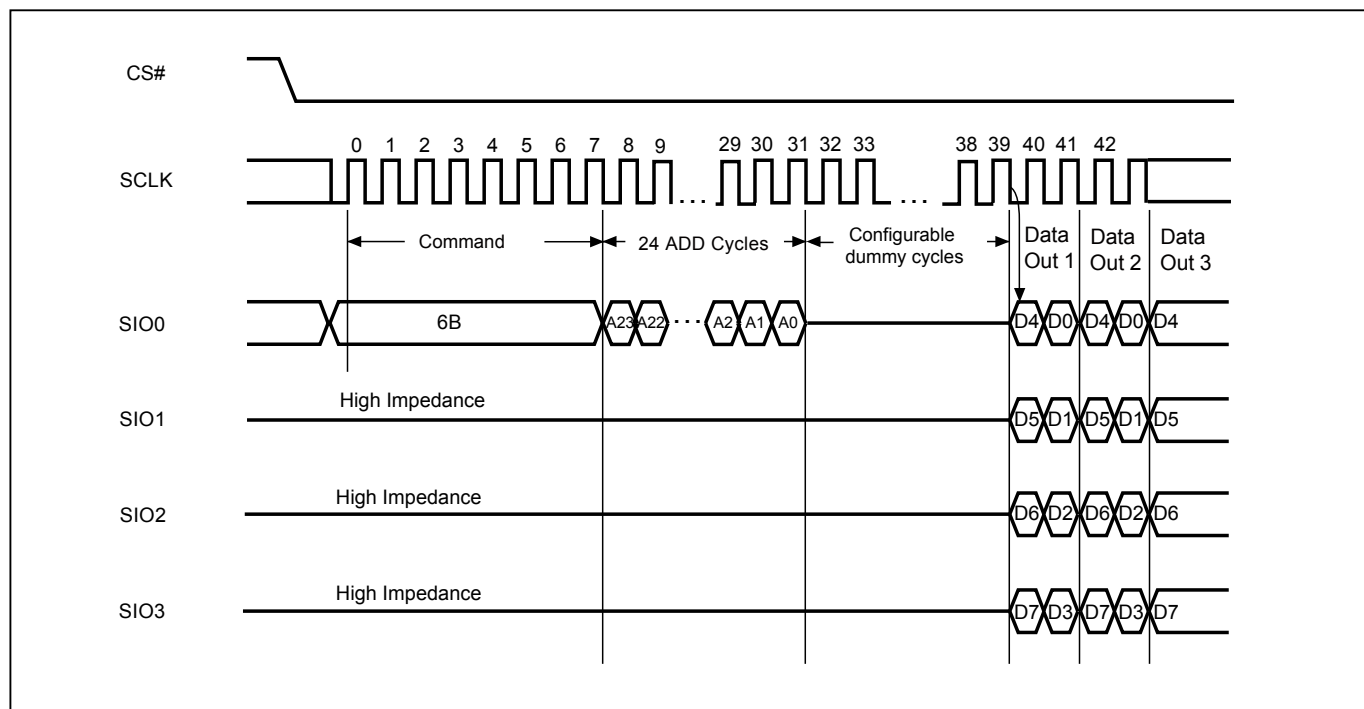 CS#
0 1 2 3 4 5 6 7 8 9 29 30 31 32 33 38 39 40 41 42
SCLK
Command
24 ADD Cycles
Configurable
dummy cycles
Data
Out 1
Data
Out 2
Data
Out 3
SIO0
6B
A23 A22 A2 A1 A0
D4 D0 D4 D0 D4
High Impedance
SIO1
D5 D1 D5 D1 D5
High Impedance
SIO2
D6 D2 D6 D2 D6
High Impedance
SIO3
D7 D3 D7 D3 D7